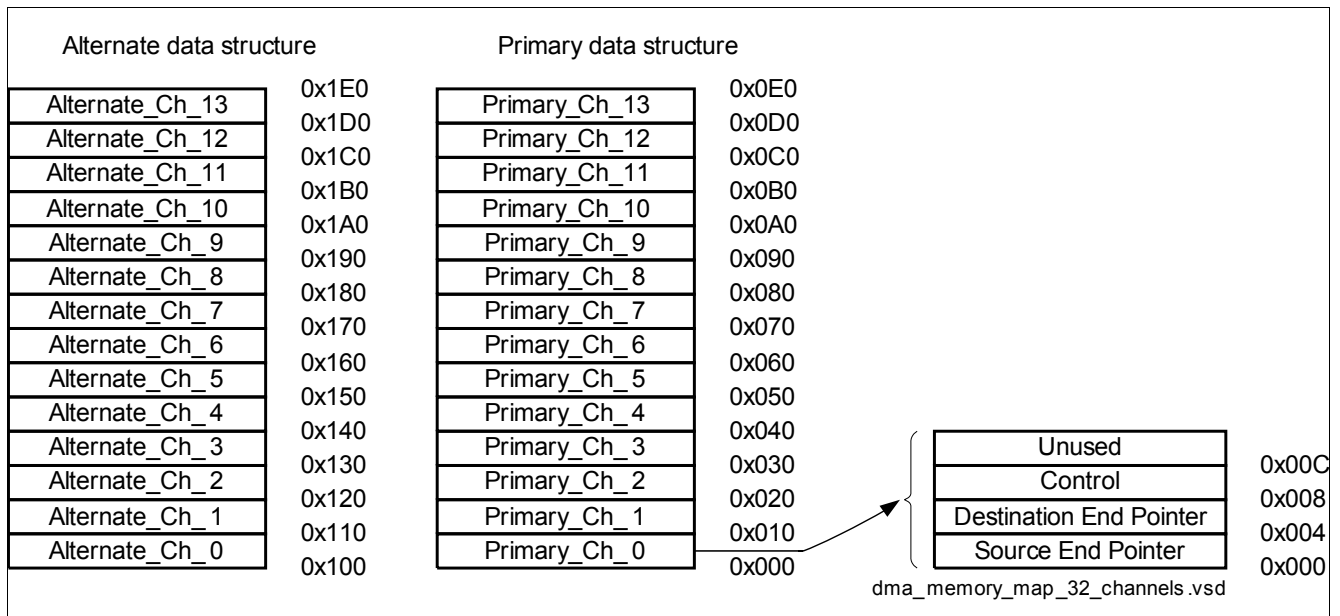 Alternate data structure
Primary data structure
0x1E0
Alternate_Ch_13
0x1D0
Alternate_Ch_12
0x1C0
Alternate_Ch_11
0x1B0
Alternate_Ch_10
0x1A0
Alternate_Ch_9
0x190
Alternate_Ch_8
0x180
Alternate_Ch_7
0x170
Alternate_Ch_6
0x160
Alternate_Ch_5
0x150
Alternate_Ch_4
0x140
Alternate_Ch_3
0x130
Alternate_Ch_2
0x120
Alternate_Ch_1
0x110
Alternate_Ch_0
0x100
0x0E0
Primary_Ch_13
0x0D0
Primary_Ch_12
0x0C0
Primary_Ch_11
0x0B0
Primary_Ch_10
0x0A0
Primary_Ch_9
0x090
Primary_Ch_8
0x080
Primary_Ch_7
0x070
Primary_Ch_6
0x060
Primary_Ch_5
0x050
Primary_Ch_4
0x040
Primary_Ch_3
0x030
Primary_Ch_2
0x020
Primary_Ch_1
0x010
Primary_Ch_0
0x000
Unused
0x00C
Control
0x008
Destination End Pointer
0x004
Source End Pointer
0x000
dma_memory_map_32_channels.vsd